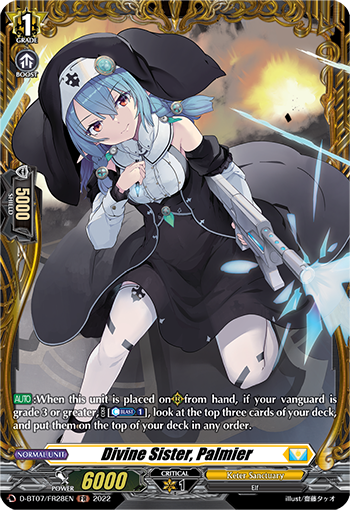 1
GRADE
BOOST
5000
SHIELD
AUTO :When this unit is placed on R from hand, if your vanguard is
grade 3 or greater, COST [C BLAST 1], look at the top three cards of your deck,
and put them on the top of your deck in any order.
NORMAL UNIT
Divine Sister, Palmier
POWER 6000
CRITICAL
1
Keter Sanctuary
Elf
D-BT07/FR28EN FR 2022
illust/齋藤タヶオ